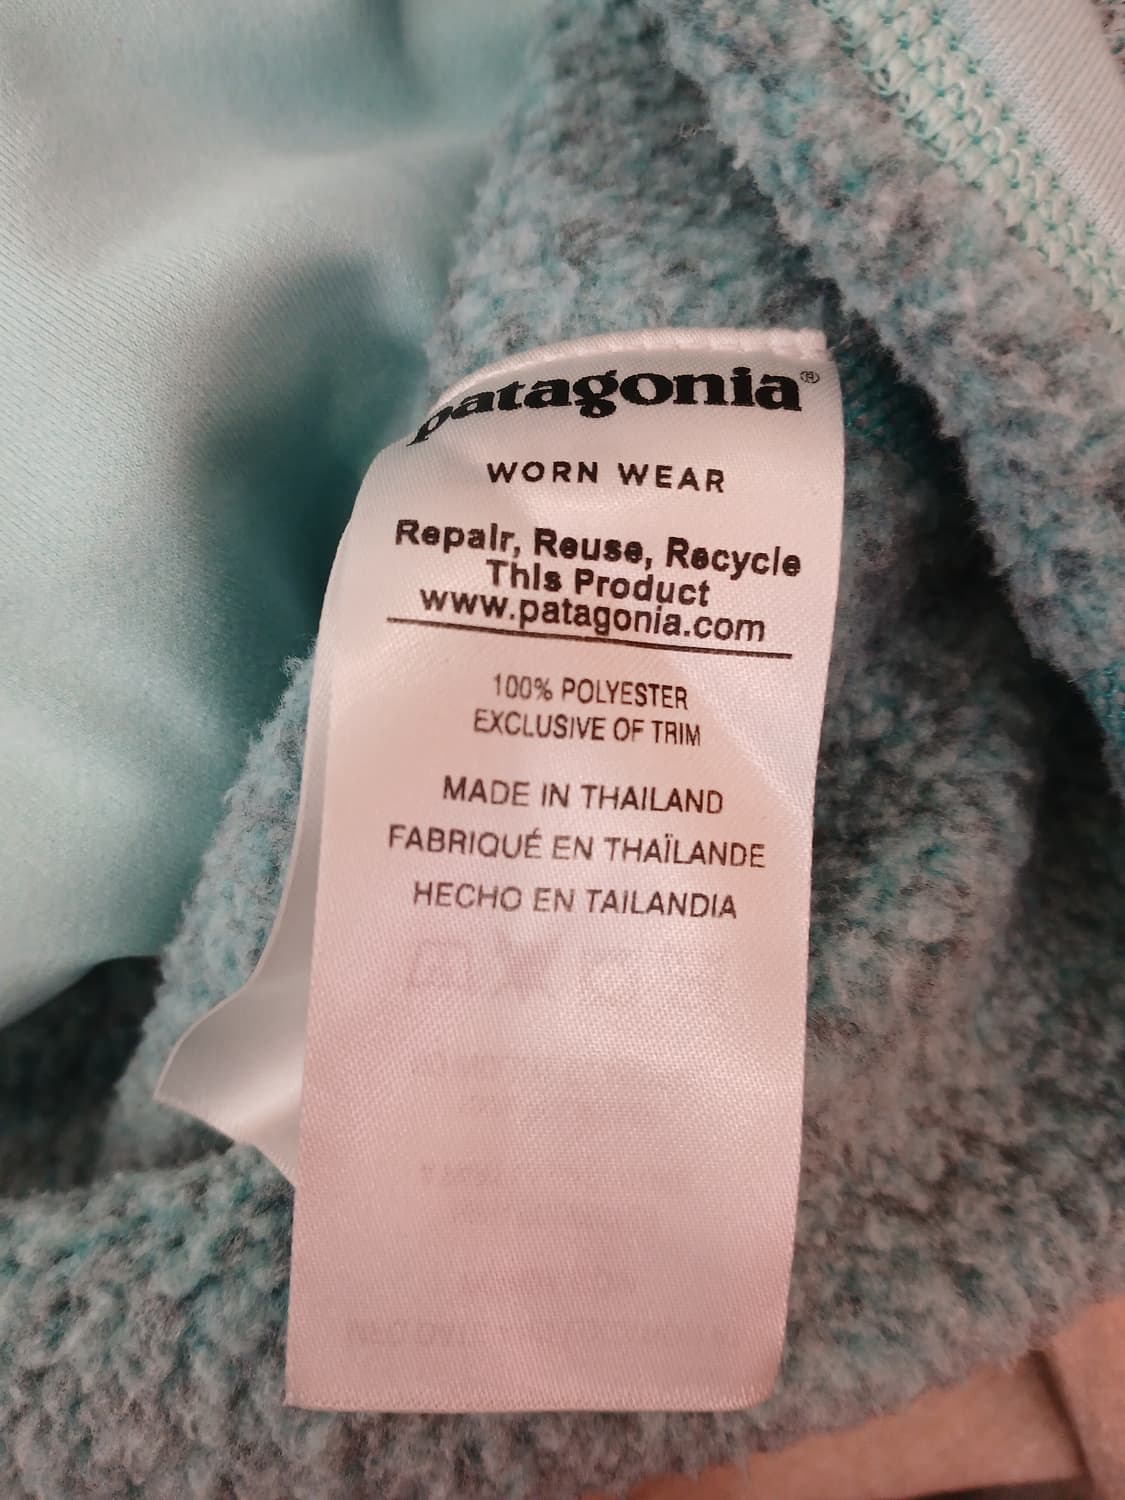 patagonia®
WORN WEAR
Repair, Reuse, Recycle
This Product
www.patagonia.com
100% POLYESTER
EXCLUSIVE OF TRIM
MADE IN THAILAND
FABRIQUÉ EN THAÏLANDE
HECHO EN TAILANDIA